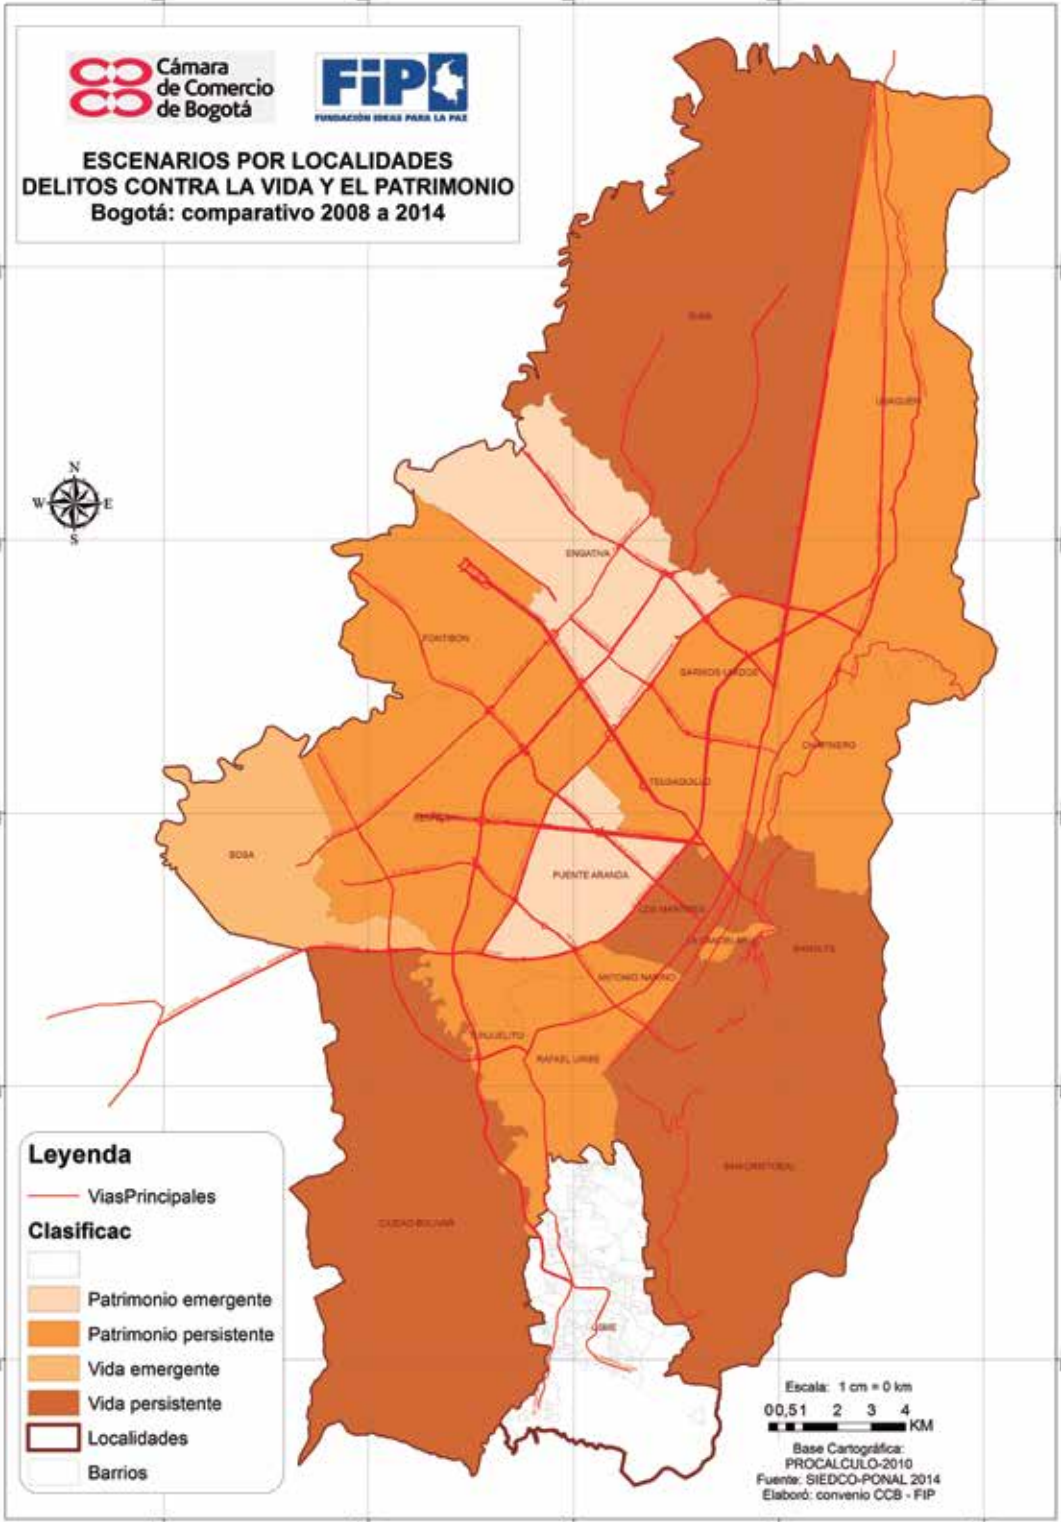 Cámara
de Comercio
de Bogotá
FiP
FUNDACIÓN IDEAS PARA LA PAZ
ESCENARIOS POR LOCALIDADES
DELITOS CONTRA LA VIDA Y EL PATRIMONIO
Bogotá: comparativo 2008 a 2014
N
W E
S
SUBA
USAQUEN
ENGATIVA
FONTIBON
BARRIOS UNIDOS
CHAPINERO
TEUSAQUILLO
BOSA
PUENTE ARANDA
LOS MARTIRES
SANTA FE
ANTONIO NARIÑO
TUNJUELITO
RAFAEL URIBE
SAN CRISTOBAL
CIUDAD BOLIVAR
USME
Leyenda
ViasPrincipales
Clasificac
Patrimonio emergente
Patrimonio persistente
Vida emergente
Vida persistente
Localidades
Barrios
Escala: 1 cm = 0 km
0 0,5 1 2 3 4
KM
Base Cartográfica:
PROCALCULO-2010
Fuente: SIEDCO-PONAL 2014
Elaboró: convenio CCB - FIP